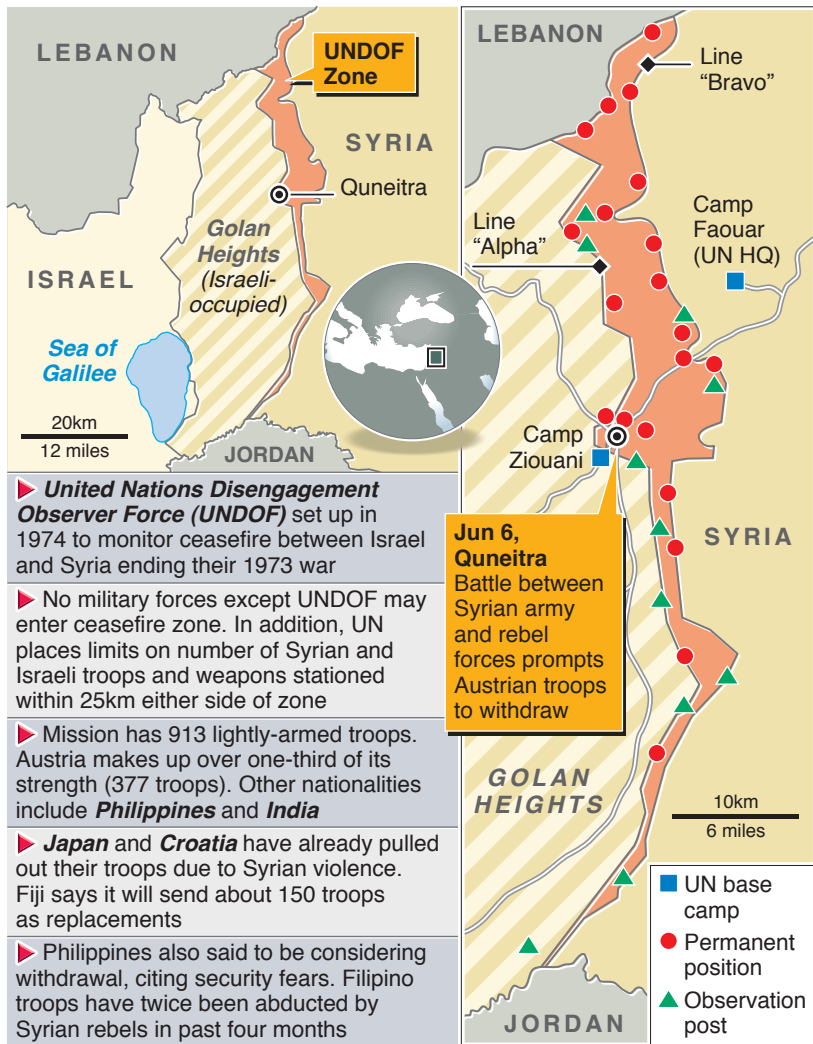 LEBANON
UNDOF
Zone
SYRIA
Quneitra
Golan
Heights
(Israeli-
occupied)
ISRAEL
Sea of
Galilee
20km
12 miles
JORDAN
United Nations Disengagement
Observer Force (UNDOF) set up in
1974 to monitor ceasefire between Israel
and Syria ending their 1973 war
No military forces except UNDOF may
enter ceasefire zone. In addition, UN
places limits on number of Syrian and
Israeli troops and weapons stationed
within 25km either side of zone
Mission has 913 lightly-armed troops.
Austria makes up over one-third of its
strength (377 troops). Other nationalities
include Philippines and India
Japan and Croatia have already pulled
out their troops due to Syrian violence.
Fiji says it will send about 150 troops
as replacements
Philippines also said to be considering
withdrawal, citing security fears. Filipino
troops have twice been abducted by
Syrian rebels in past four months
LEBANON
Line
“Bravo”
Line
“Alpha”
Camp
Faouar
(UN HQ)
Camp
Ziouani
Jun 6,
Quneitra
Battle between
Syrian army
and rebel
forces prompts
Austrian troops
to withdraw
SYRIA
GOLAN
HEIGHTS
10km
6 miles
UN base
camp
Permanent
position
Observation
post
JORDAN